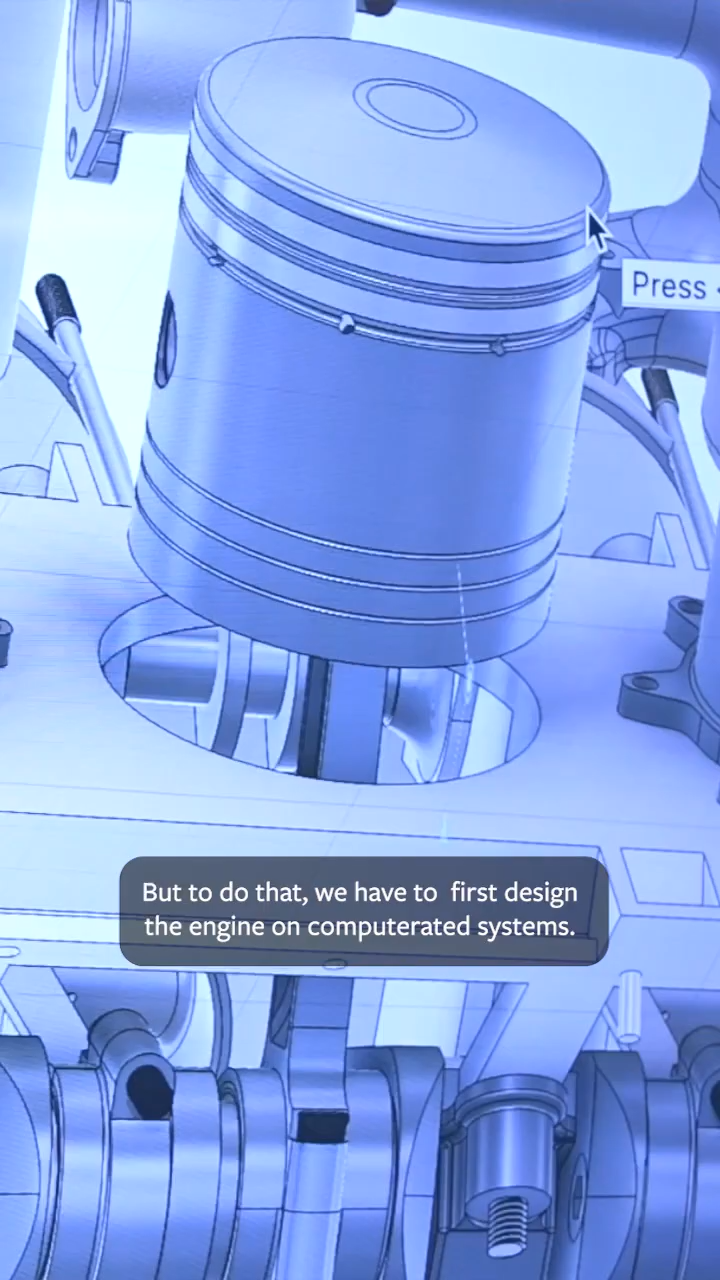 Press
But to do that, we have to  first design
the engine on computerated systems.